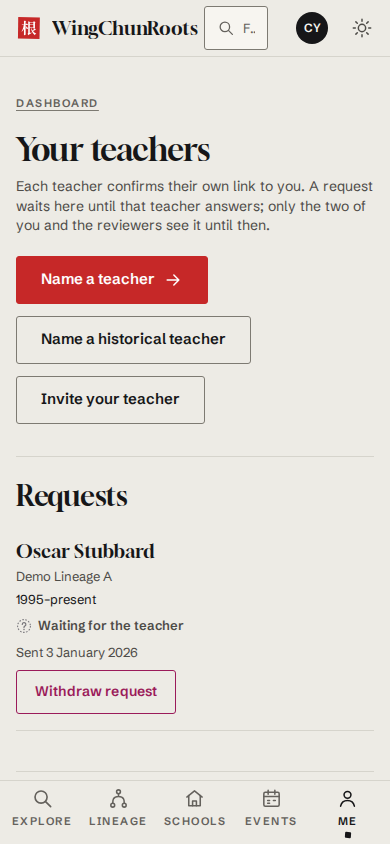 根 WingChunRoots F.. CY
DASHBOARD
Your teachers
Each teacher confirms their own link to you. A request
waits here until that teacher answers; only the two of
you and the reviewers see it until then.
Name a teacher →
Name a historical teacher
Invite your teacher
Requests
Oscar Stubbard
Demo Lineage A
1995–present
Waiting for the teacher
Sent 3 January 2026
Withdraw request
EXPLORE LINEAGE SCHOOLS EVENTS ME